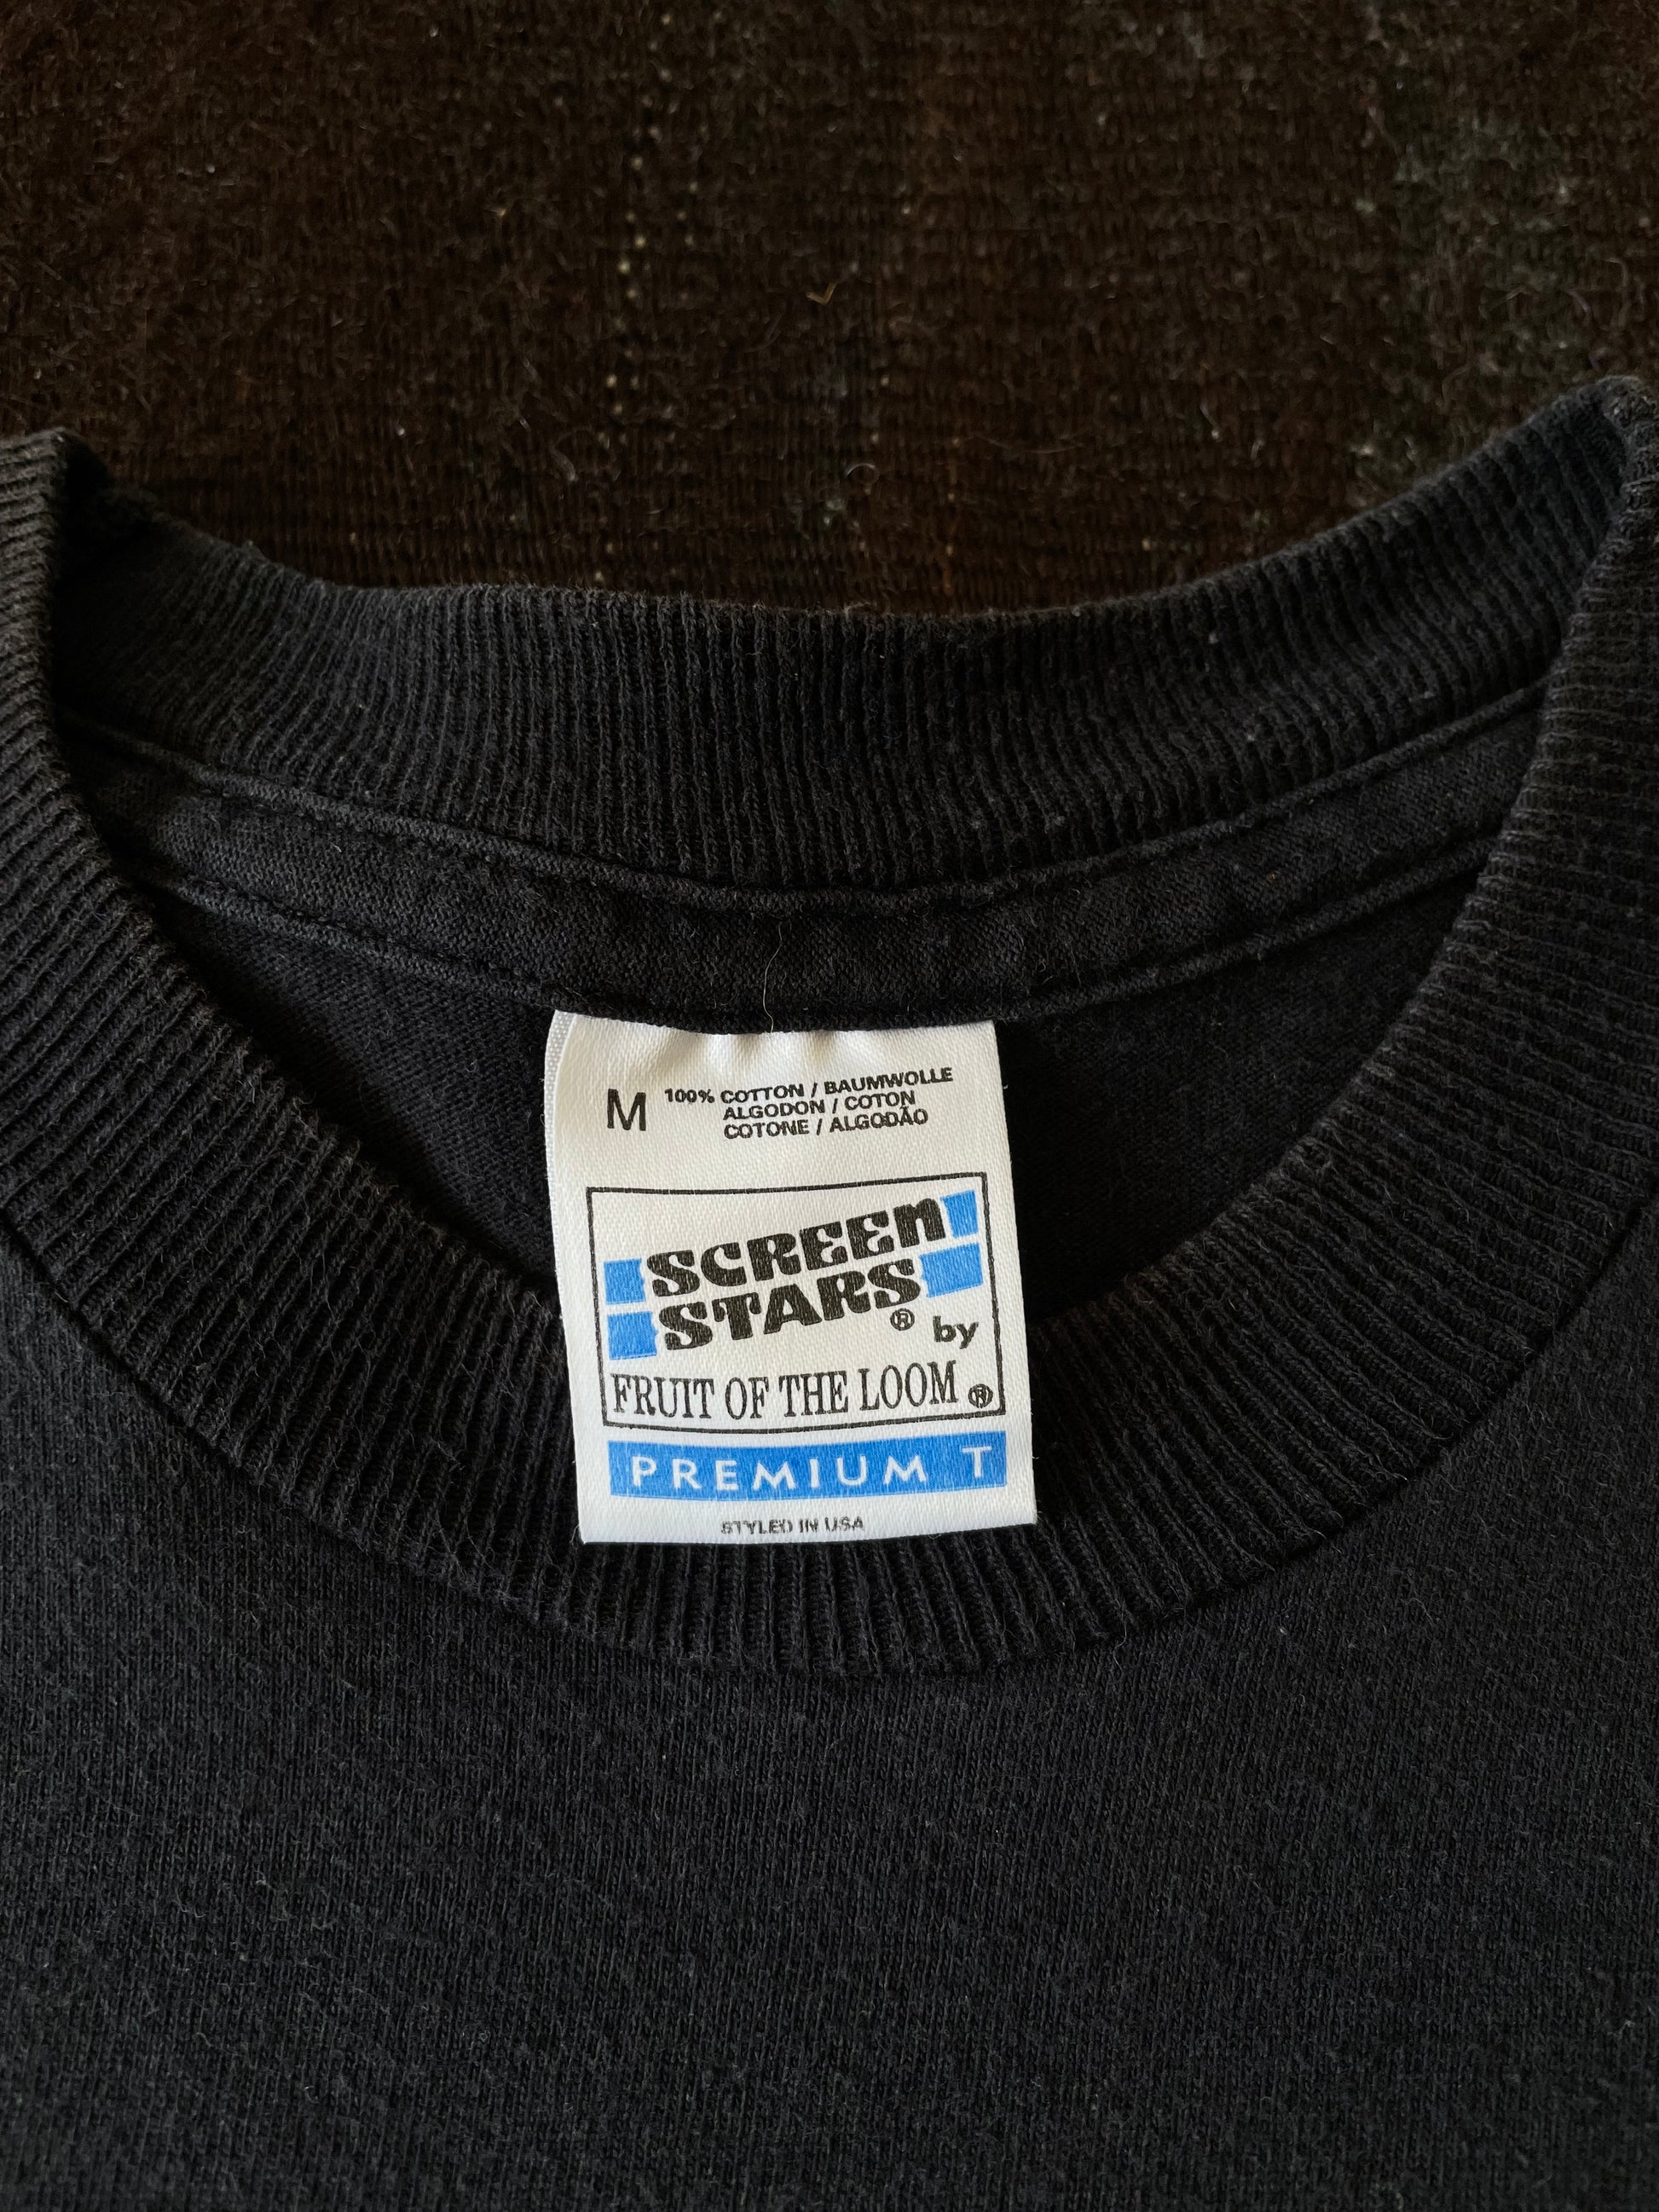 M 100% COTTON / BAUMWOLLE
ALGODON / COTON
COTONE / ALGODÃO
SCREEN
STARS® by
FRUIT OF THE LOOM®
PREMIUM T
STYLED IN USA